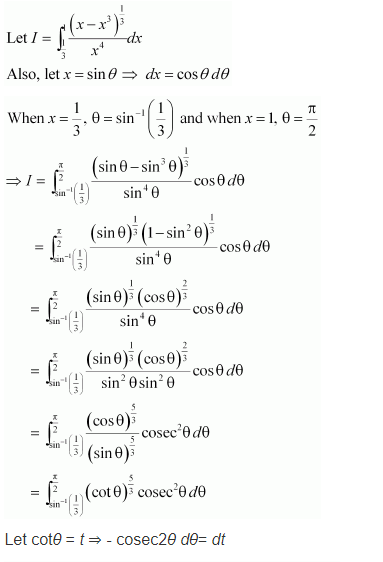 Let I = ∫_{1/3}^{1} (x − x³)^{1/3} / x⁴ dx
Also, let x = sin θ ⇒ dx = cos θ dθ
When x = 1/3, θ = sin⁻¹(1/3) and when x = 1, θ = π/2
⇒ I = ∫_{sin⁻¹(1/3)}^{π/2} (sin θ − sin³ θ)^{1/3} / sin⁴ θ cos θ dθ
= ∫_{sin⁻¹(1/3)}^{π/2} (sin θ)^{1/3} (1 − sin² θ)^{1/3} / sin⁴ θ cos θ dθ
= ∫_{sin⁻¹(1/3)}^{π/2} (sin θ)^{1/3} (cos θ)^{2/3} / sin⁴ θ cos θ dθ
= ∫_{sin⁻¹(1/3)}^{π/2} (sin θ)^{1/3} (cos θ)^{2/3} / sin² θ sin² θ cos θ dθ
= ∫_{sin⁻¹(1/3)}^{π/2} (cos θ)^{5/3} / (sin θ)^{5/3} cosec²θ dθ
= ∫_{sin⁻¹(1/3)}^{π/2} (cot θ)^{5/3} cosec²θ dθ
Let cotθ = t ⇒ - cosec2θ dθ= dt